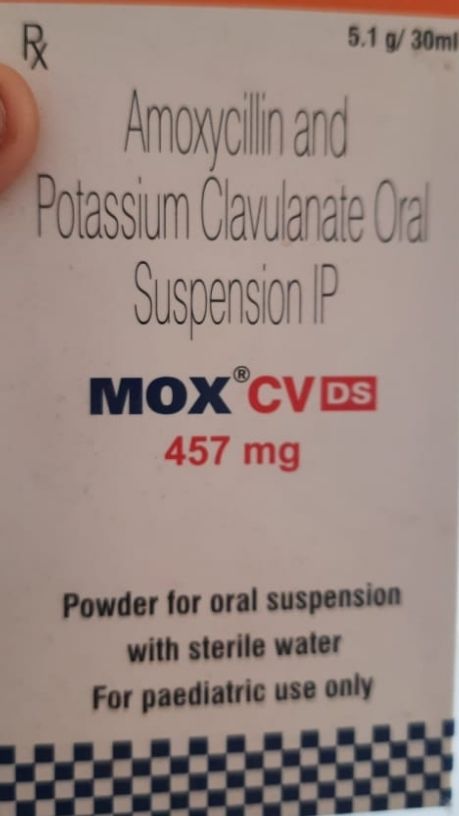 Rx
5.1 g/ 30ml
Amoxycillin and
Potassium Clavulanate Oral
Suspension IP
MOX® CV DS
457 mg
Powder for oral suspension
with sterile water
For paediatric use only